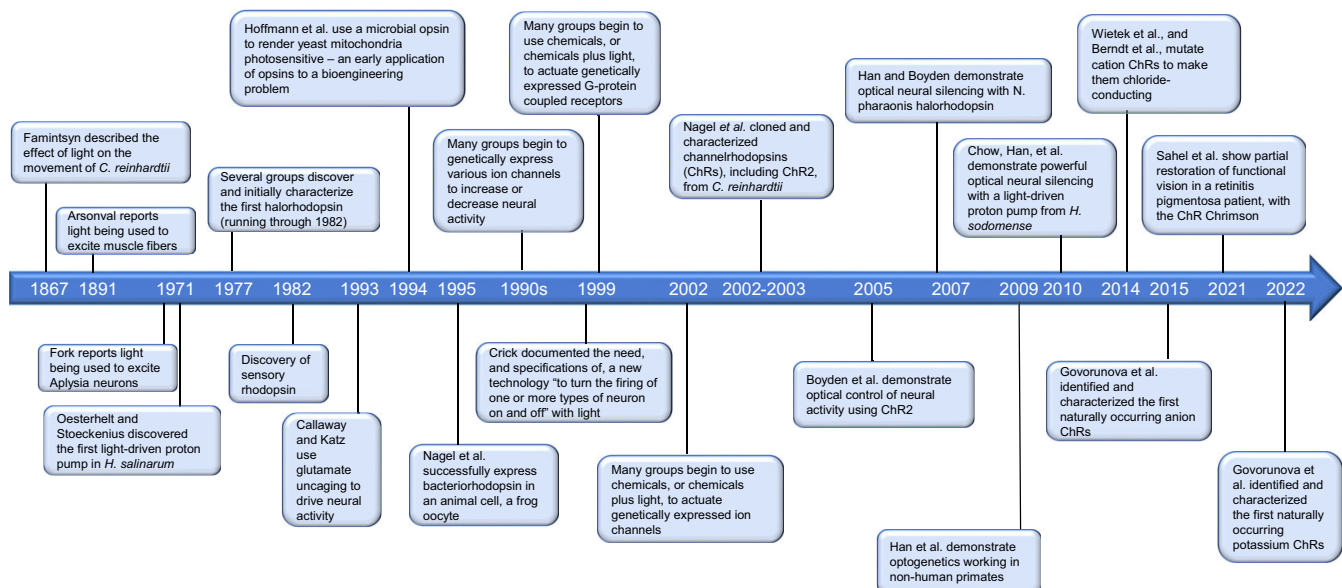 Hoffmann et al. use a microbial opsin
to render yeast mitochondria
photosensitive – an early application
of opsins to a bioengineering
problem
Many groups begin to
use chemicals, or
chemicals plus light,
to actuate genetically
expressed G-protein
coupled receptors
Wietek et al., and
Berndt et al., mutate
cation ChRs to make
them chloride-
conducting
Han and Boyden demonstrate
optical neural silencing with N.
pharaonis halorhodopsin
Famintsyn described the
effect of light on the
movement of C. reinhardtii
Many groups begin to
genetically express
various ion channels
to increase or
decrease neural
activity
Nagel et al. cloned and
characterized
channelrhodopsins
(ChRs), including ChR2,
from C. reinhardtii
Chow, Han, et al.
demonstrate powerful
optical neural silencing
with a light-driven
proton pump from H.
sodomense
Sahel et al. show partial
restoration of functional
vision in a retinitis
pigmentosa patient, with
the ChR Chrimson
Several groups discover
and initially characterize
the first halorhodopsin
(running through 1982)
Arsonval reports
light being used to
excite muscle fibers
1867 1891 1971 1977 1982 1993 1994 1995 1990s 1999 2002 2002-2003 2005 2007 2009 2010 2014 2015 2021 2022
Fork reports light
being used to excite
Aplysia neurons
Discovery of
sensory
rhodopsin
Crick documented the need,
and specifications of, a new
technology “to turn the firing of
one or more types of neuron
on and off” with light
Boyden et al. demonstrate
optical control of neural
activity using ChR2
Govorunova et al.
identified and
characterized the first
naturally occurring anion
ChRs
Oesterhelt and
Stoeckenius discovered
the first light-driven proton
pump in H. salinarum
Callaway and
Katz use
glutamate
uncaging to
drive neural
activity
Nagel et al.
successfully express
bacteriorhodopsin in
an animal cell, a frog
oocyte
Many groups begin to use
chemicals, or chemicals
plus light, to actuate
genetically expressed ion
channels
Govorunova et
al. identified and
characterized
the first naturally
occurring
potassium ChRs
Han et al. demonstrate
optogenetics working in
non-human primates